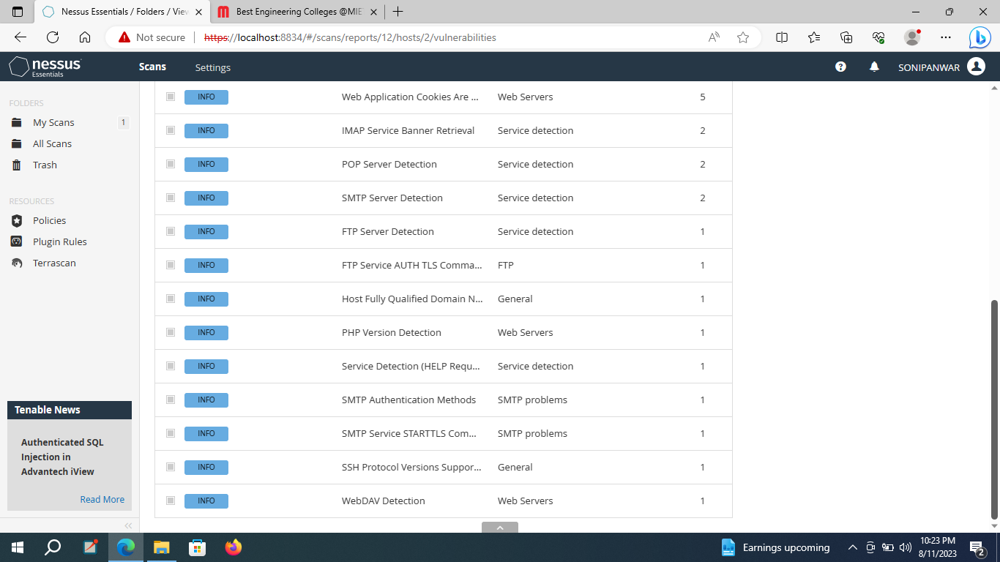 Nessus Essentials / Folders / View
Best Engineering Colleges @MIE
Not secure
https://localhost:8834/#/scans/reports/12/hosts/2/vulnerabilities
nessus
Essentials
Scans
Settings
SONIPANWAR
FOLDERS
My Scans 1
All Scans
Trash
RESOURCES
Policies
Plugin Rules
Terrascan
INFO Web Application Cookies Are ... Web Servers 5
INFO IMAP Service Banner Retrieval Service detection 2
INFO POP Server Detection Service detection 2
INFO SMTP Server Detection Service detection 2
INFO FTP Server Detection Service detection 1
INFO FTP Service AUTH TLS Comma... FTP 1
INFO Host Fully Qualified Domain N... General 1
INFO PHP Version Detection Web Servers 1
INFO Service Detection (HELP Requ... Service detection 1
INFO SMTP Authentication Methods SMTP problems 1
INFO SMTP Service STARTTLS Com... SMTP problems 1
INFO SSH Protocol Versions Suppor... General 1
INFO WebDAV Detection Web Servers 1
Tenable News
Authenticated SQL
Injection in
Advantech iView
Read More
Earnings upcoming
10:23 PM
8/11/2023
2